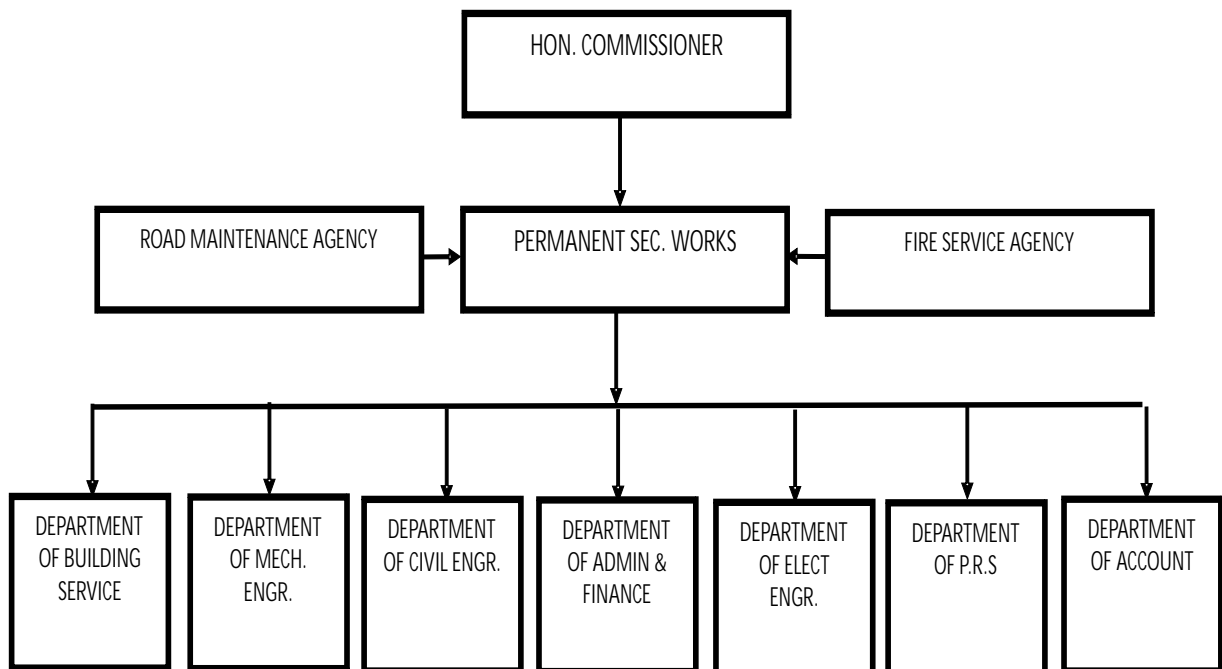 HON. COMMISSIONER
ROAD MAINTENANCE AGENCY
PERMANENT SEC. WORKS
FIRE SERVICE AGENCY
DEPARTMENT
OF BUILDING
SERVICE
DEPARTMENT
OF MECH.
ENGR.
DEPARTMENT
OF CIVIL ENGR.
DEPARTMENT
OF ADMIN &
FINANCE
DEPARTMENT
OF ELECT
ENGR.
DEPARTMENT
OF P.R.S
DEPARTMENT
OF ACCOUNT